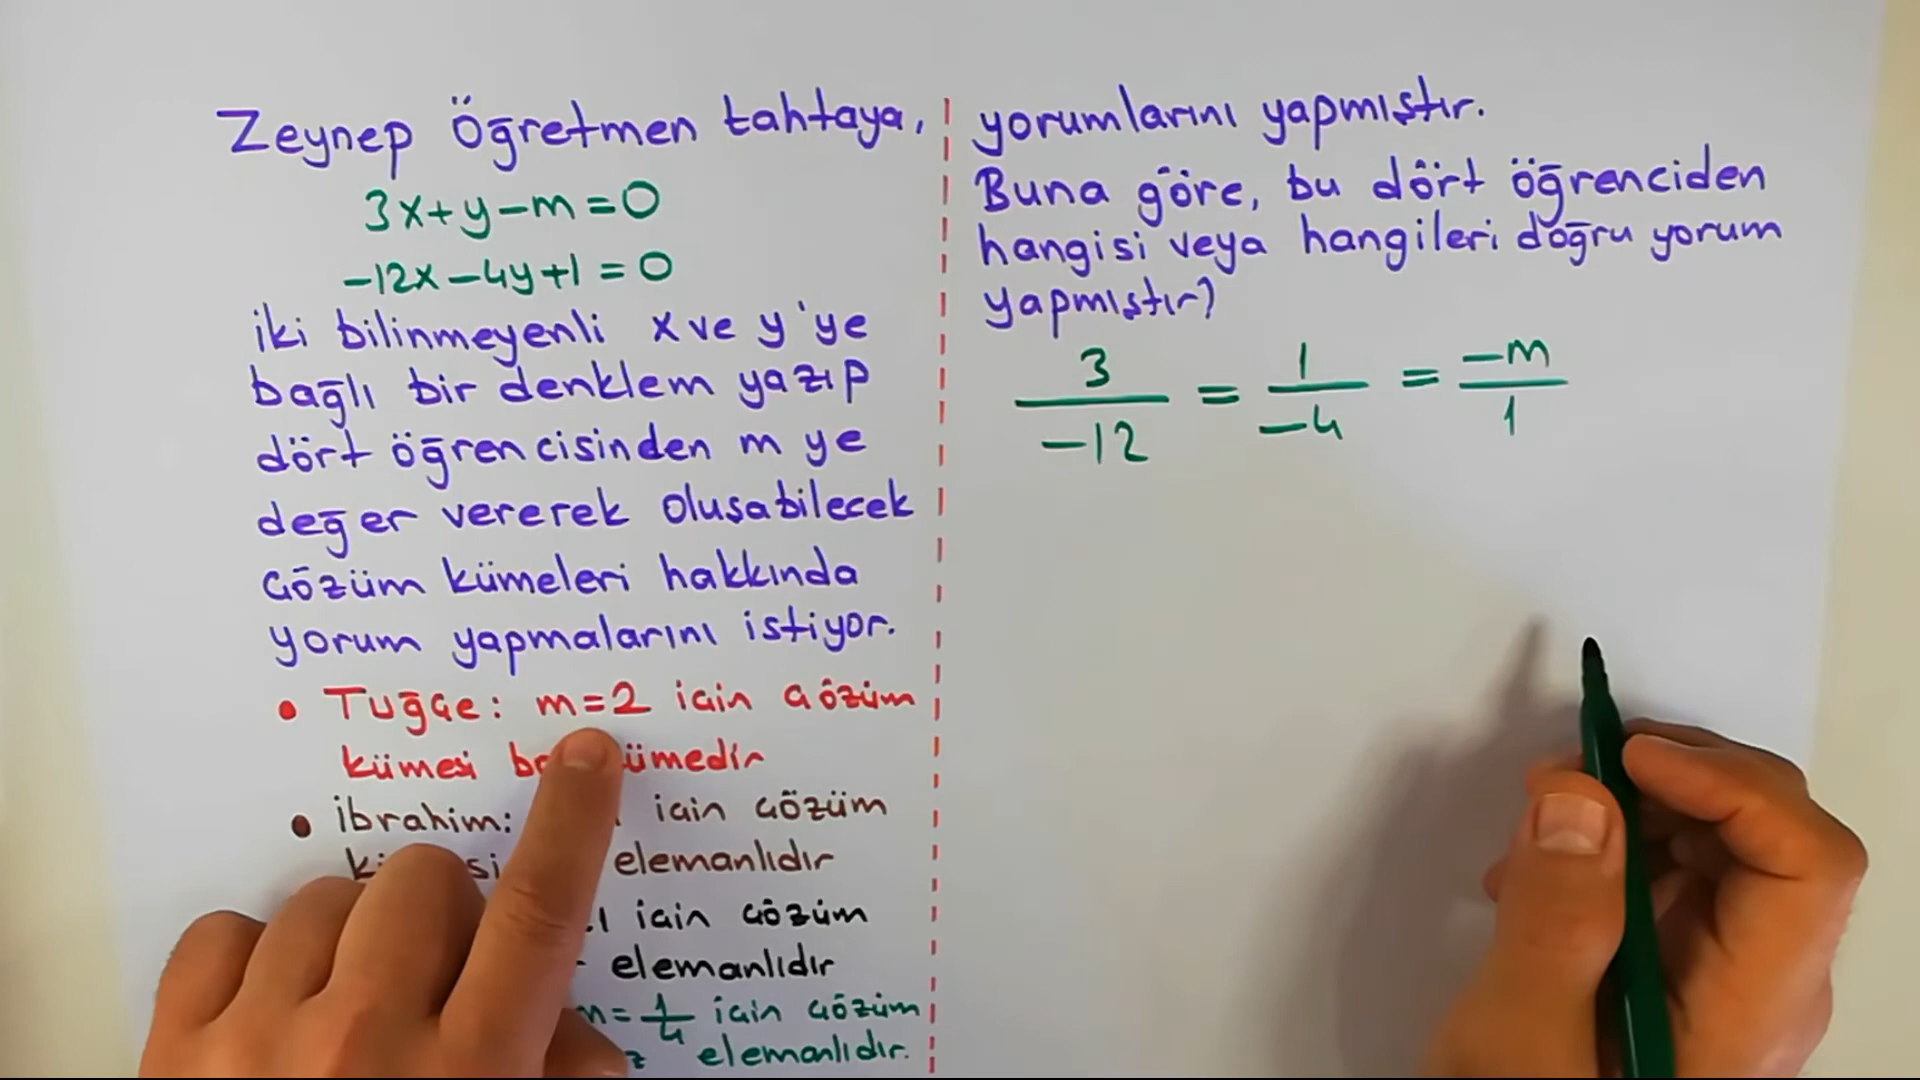 Zeynep Öğretmen tahtaya,
3x+y-m=0
-12x-4y+1=0
iki bilinmeyenli x ve y'ye
bağlı bir denklem yazıp
dört öğrencisinden m ye
değer vererek oluşabilecek
çözüm kümeleri hakkında
yorum yapmalarını istiyor.
• Tuğçe: m=2 için çözüm
kümesi
• ibrahim: için çözüm
elemanlıdır
için çözüm
elemanlıdır
m=1/4 için çözüm
elemanlıdır.
yorumlarını yapmıştır.
Buna göre, bu dört öğrenciden
hangisi veya hangileri doğru yorum
yapmıştır?
3/-12 = 1/-4 = -m/1